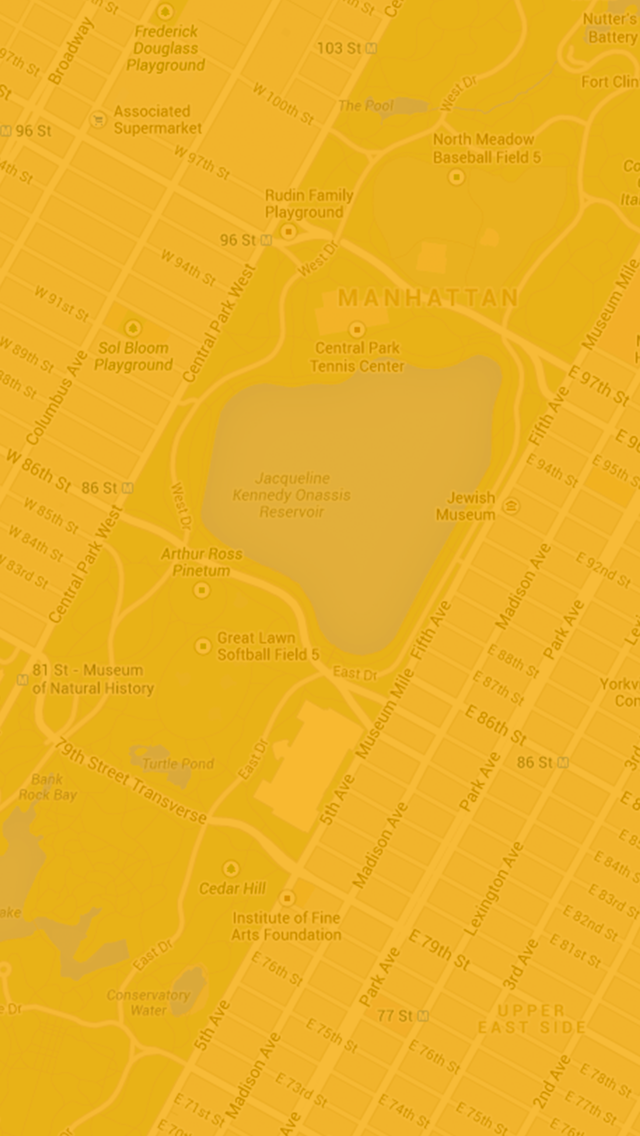 Frederick
Douglass
Playground
Broadway
103 St
Nutter's
Battery
97th St
W 100th St
The Pool
West Dr
Fort Clin
Associated
Supermarket
96 St
W 97th St
North Meadow
Baseball Field 5
Rudin Family
Playground
96 St
West Dr
W 94th St
Central Park West
MANHATTAN
Museum Mile
W 91st St
Sol Bloom
Playground
Central Park
Tennis Center
W 89th St
Columbus Ave
Fifth Ave
E 97th St
E 96
E 95th St
E 94th St
W 86th St
86 St
Jacqueline
Kennedy Onassis
Reservoir
Jewish
Museum
W 85th St
W 84th St
W 83rd St
West Dr
Central Park West
Arthur Ross
Pinetum
E 92nd St
Madison Ave
Park Ave
Fifth Ave
Great Lawn
Softball Field 5
East Dr
E 88th St
E 87th St
81 St - Museum
of Natural History
Museum Mile
E 86th St
Yorkv
Con
79th Street Transverse
Turtle Pond
East Dr
86 St
Park Ave
Bank
Rock Bay
5th Ave
Madison Ave
E 84th St
E 83rd St
E 82nd St
E 81st St
Cedar Hill
Lexington Ave
Institute of Fine
Arts Foundation
E 79th St
3rd Ave
East Dr
E 76th St
Park Ave
Conservatory
Water
5th Ave
77 St
UPPER
EAST SIDE
E 75th St
E 76th St
Madison Ave
E 73rd St
2nd Ave
E 78th St
E 77th St
E 71st St
E 74th St
E 75th St